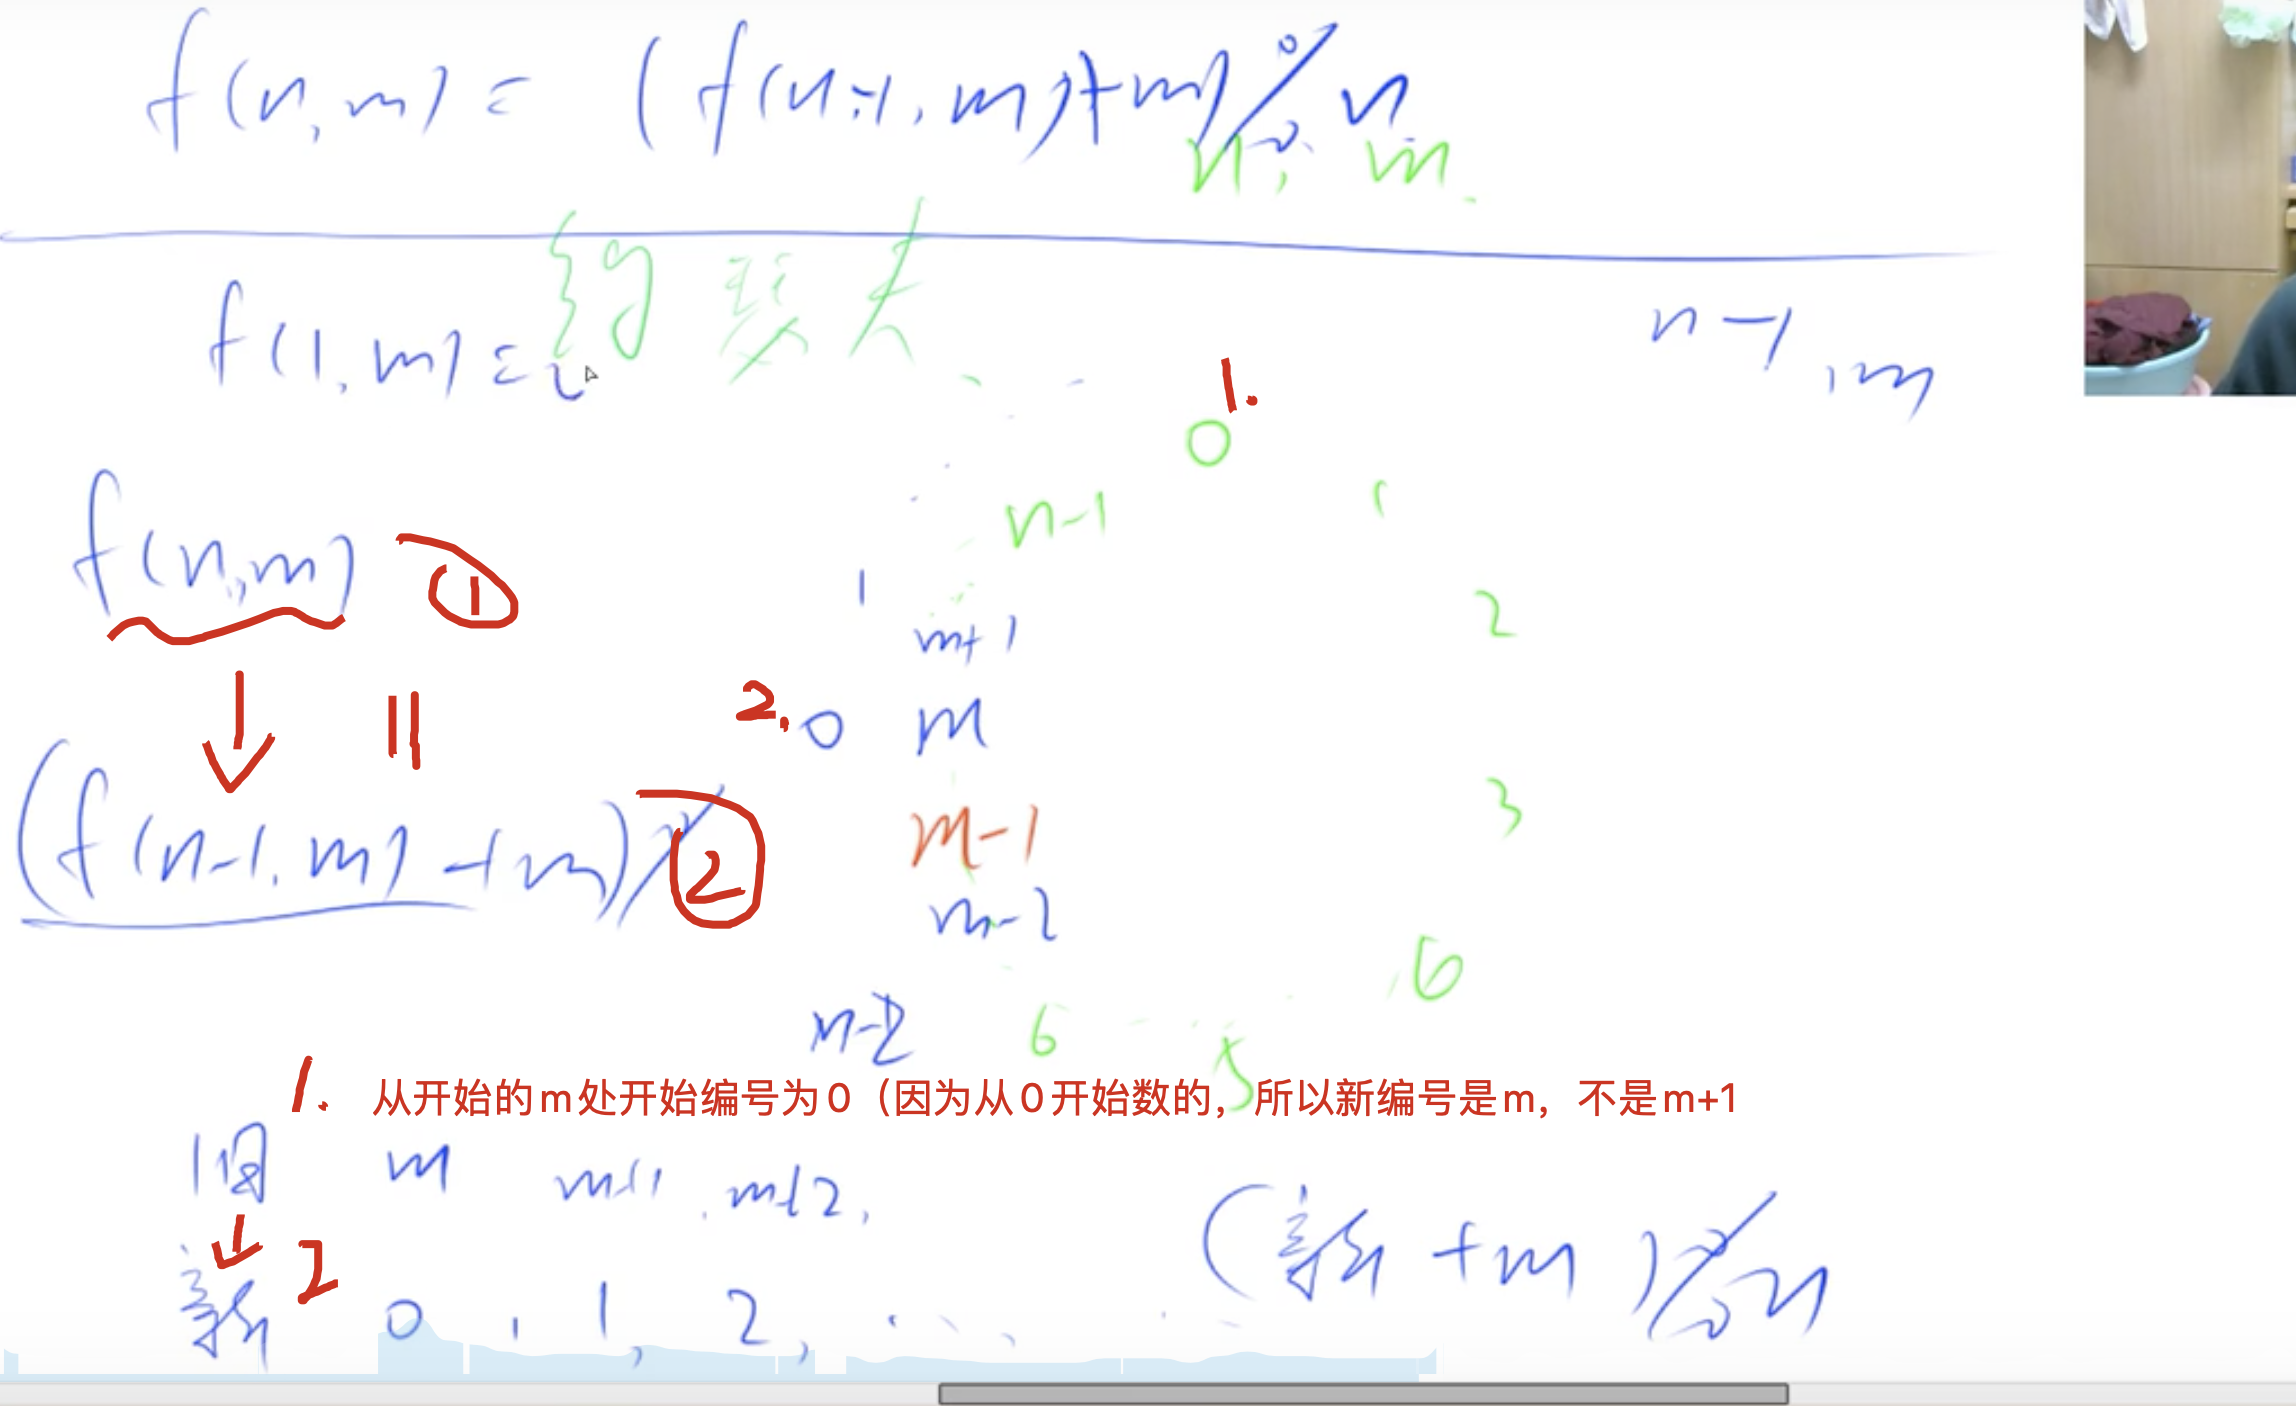 f(n,m) = (f(n-1,m)+m)%n
n, m.
约瑟夫
f(1,m) =
n-1,m
1.
0
n-1
1
f(n,m) ①
1
2
m+1
2. 0 m
3
m-1
(f(n-1,m)+m)%
②
m-2
6
n-2
6
5
1. 从开始的m处开始编号为0（因为从0开始数的，所以新编号是m，不是m+1
旧 m m+1, m+2,
(新+m)%n
新 2 0, 1, 2, ...